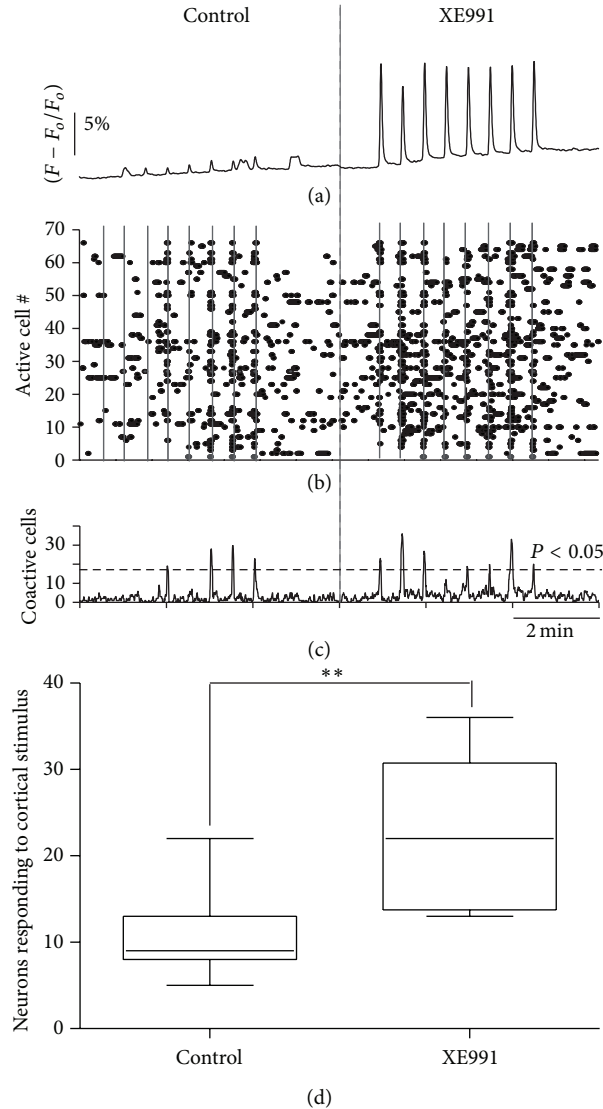 Control XE991
(F − Fo/Fo)
5%
(a)
Active cell #
70
60
50
40
30
20
10
0
(b)
Coactive cells
30
10
0
P < 0.05
2 min
(c)
Neurons responding to cortical stimulus
40
**
30
20
10
0
Control XE991
(d)